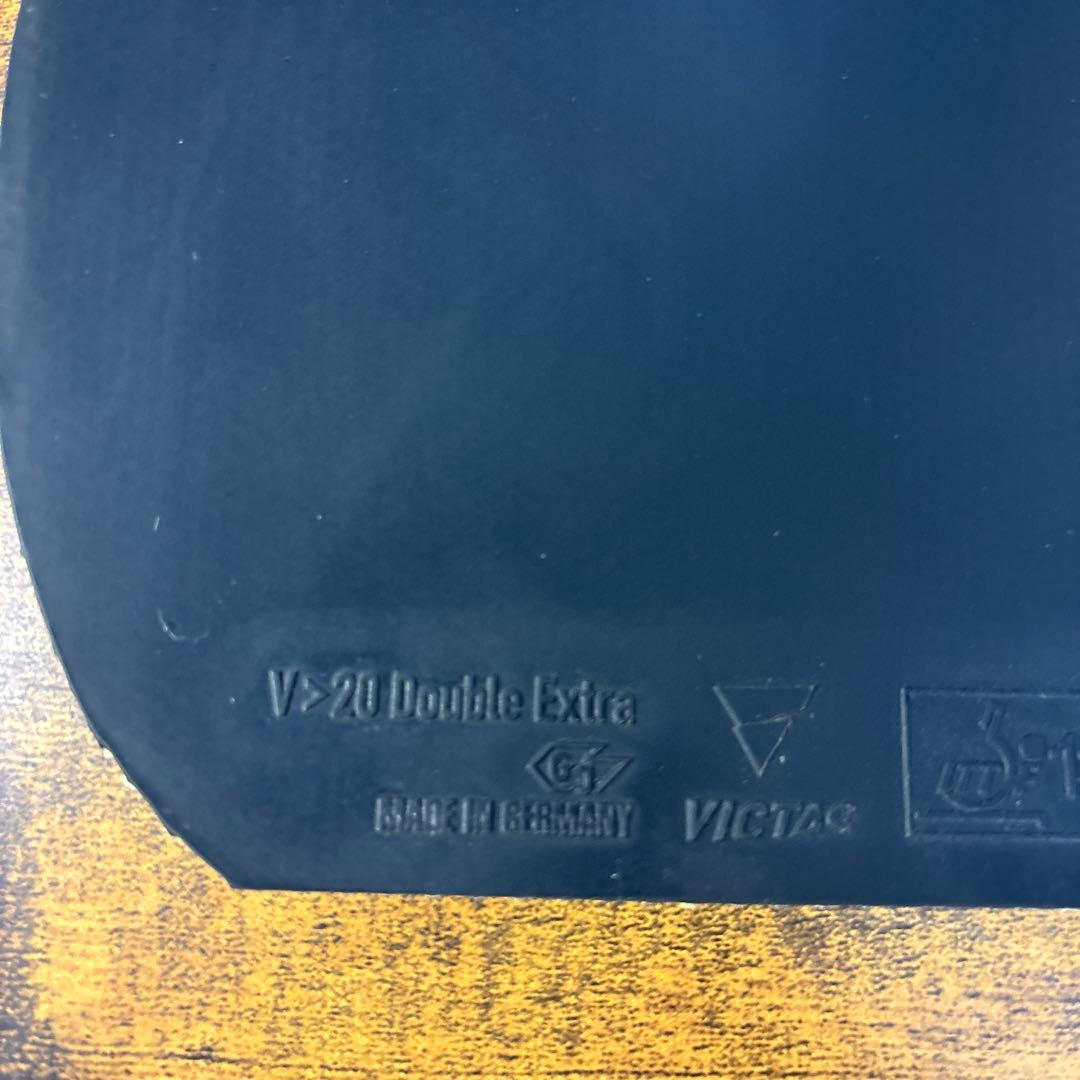 V>20 Double Extra
MADE IN GERMANY
VICTAS